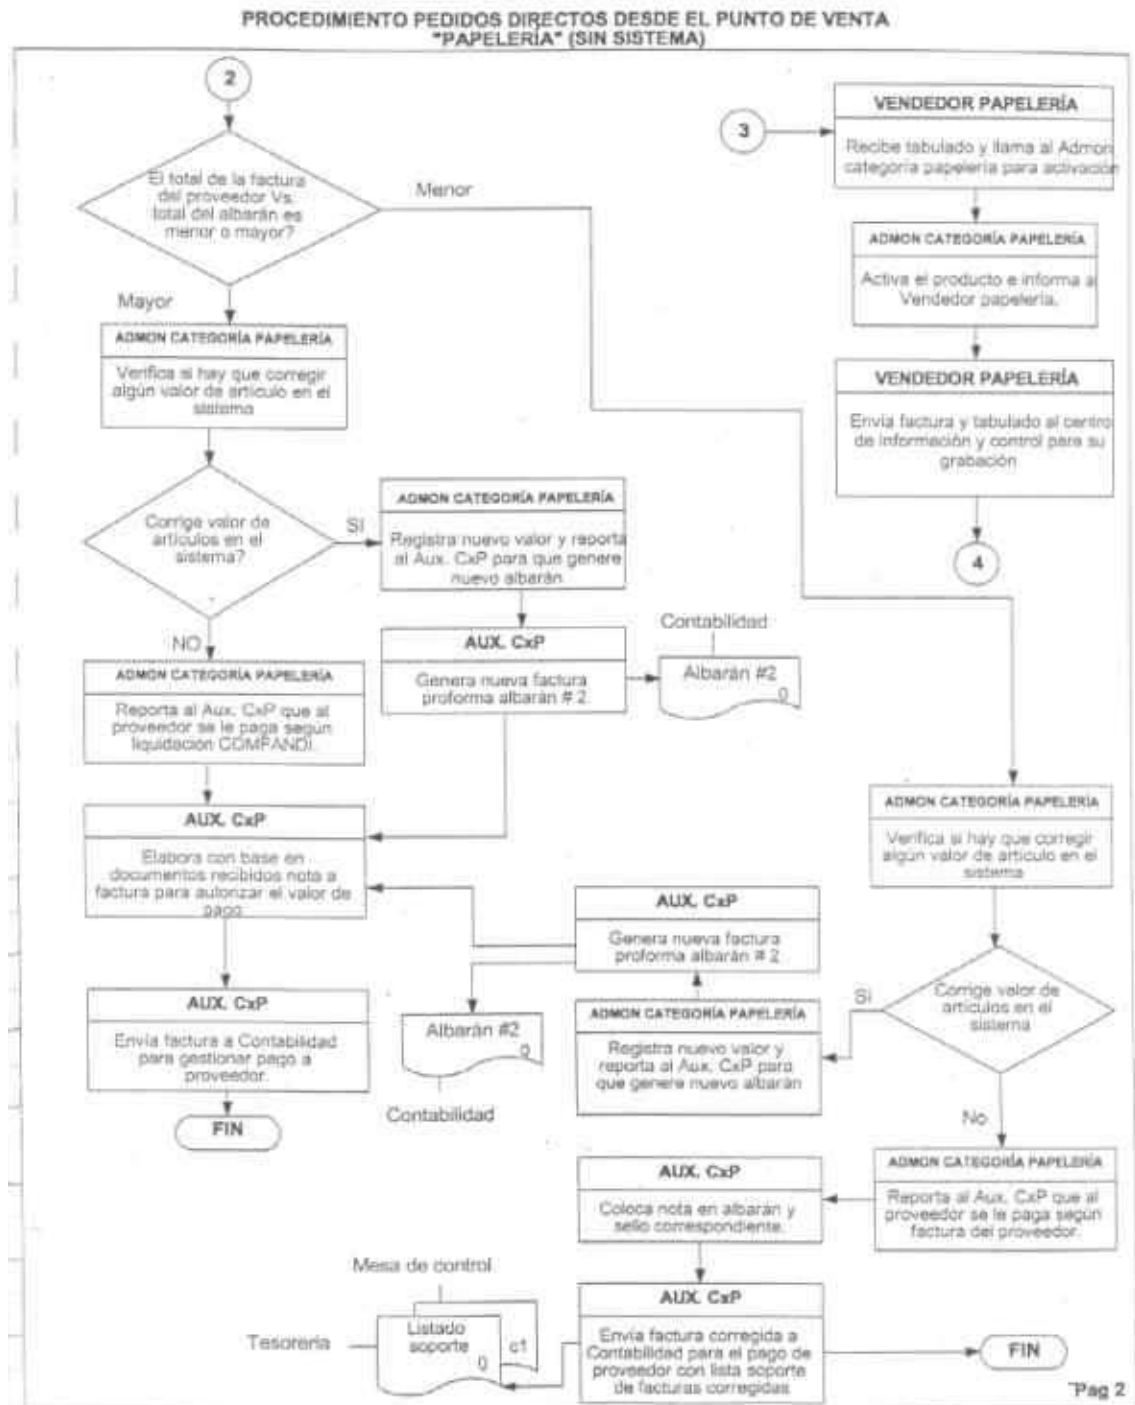 PROCEDIMIENTO PEDIDOS DIRECTOS DESDE EL PUNTO DE VENTA
"PAPELERÍA" (SIN SISTEMA)
2
El total de la factura
del proveedor Vs.
total del albarán es
menor o mayor?
Menor
Mayor
ADMON CATEGORÍA PAPELERÍA
Verifica si hay que corregir
algún valor de artículo en el
sistema
Corrige valor de
artículos en el
sistema?
SI
ADMON CATEGORÍA PAPELERÍA
Registra nuevo valor y reporta
al Aux. CxP para que genere
nuevo albarán
NO
ADMON CATEGORÍA PAPELERÍA
Reporta al Aux. CxP que al
proveedor se le paga según
liquidación COMFANDI.
AUX. CxP
Genera nueva factura
proforma albarán # 2.
Contabilidad
Albarán #2
0
AUX. CxP
Elabora con base en
documentos recibidos nota a
factura para autorizar el valor de
pago
AUX. CxP
Envía factura a Contabilidad
para gestionar pago a
proveedor.
FIN
3
VENDEDOR PAPELERÍA
Recibe tabulado y llama al Admon
categoría papelería para activación
ADMON CATEGORÍA PAPELERÍA
Activa el producto e informa al
Vendedor papelería.
VENDEDOR PAPELERÍA
Envía factura y tabulado al centro
de información y control para su
grabación
4
ADMON CATEGORÍA PAPELERÍA
Verifica si hay que corregir
algún valor de artículo en el
sistema
Corrige valor de
artículos en el
sistema
Si
ADMON CATEGORÍA PAPELERÍA
Registra nuevo valor y
reporta al Aux. CxP para
que genere nuevo albarán
AUX. CxP
Genera nueva factura
proforma albarán # 2
Albarán #2
0
Contabilidad
No
ADMON CATEGORÍA PAPELERÍA
Reporta al Aux. CxP que al
proveedor se le paga según
factura del proveedor.
AUX. CxP
Coloca nota en albarán y
sello correspondiente.
AUX. CxP
Envía factura corregida a
Contabilidad para el pago de
proveedor con lista soporte
de facturas corregidas
Mesa de control
Tesoreria
Listado
soporte
0
c1
FIN
Pag 2